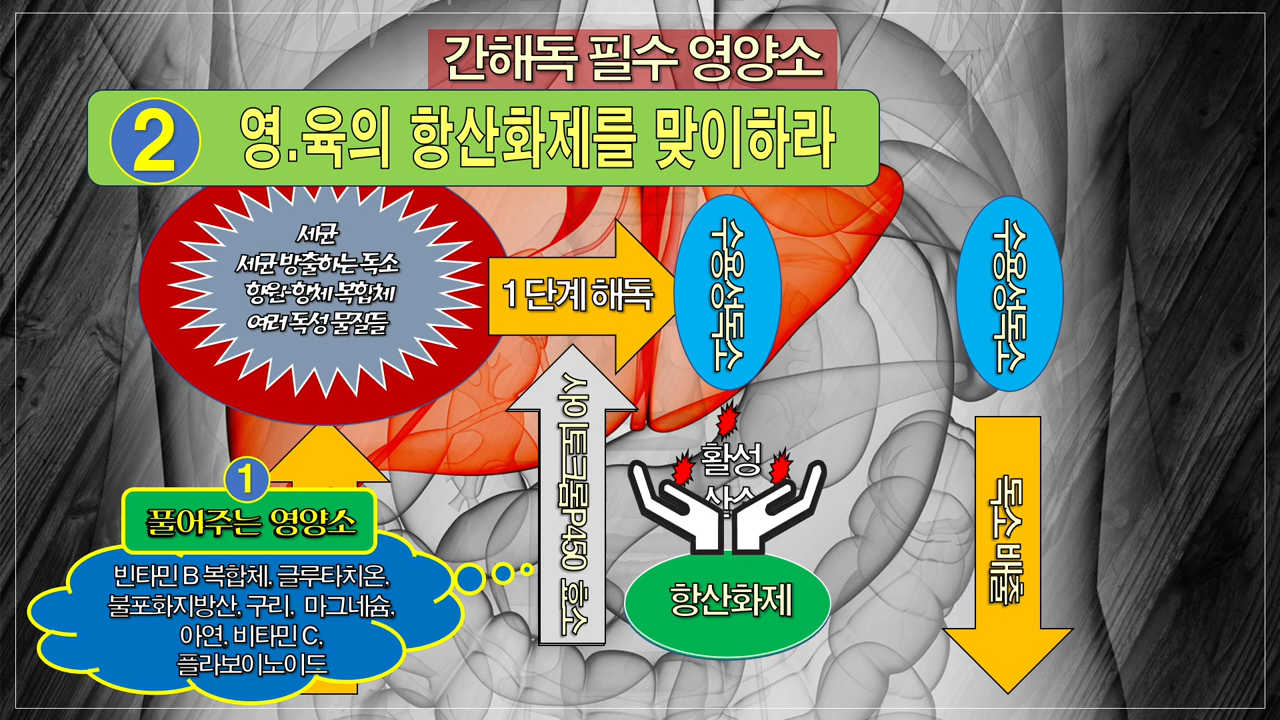 간해독 필수 영양소
2 영.육의 항산화제를 맞이하라
세균
세균 방출하는 독소
항원-항체 복합체
여러 독성 물질들
1단계 해독
수용성독소
수용성독소
사이토크롬P450 효소
활성
산소
항산화제
독소 배출
1
풀어주는 영양소
빈타민 B 복합체, 글루타치온,
불포화지방산, 구리, 마그네슘,
아연, 비타민 C,
플라보이노이드